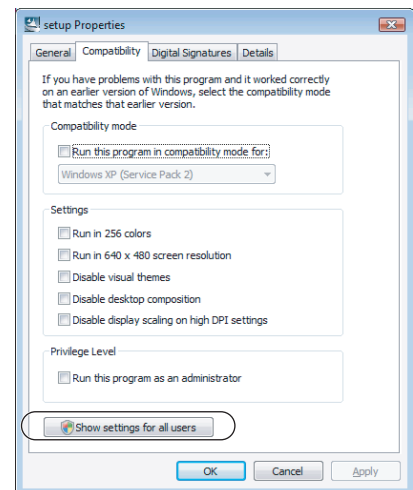 setup Properties
General Compatibility Digital Signatures Details
If you have problems with this program and it worked correctly
on an earlier version of Windows, select the compatibility mode
that matches that earlier version.
Compatibility mode
Run this program in compatibility mode for:
Windows XP (Service Pack 2)
Settings
Run in 256 colors
Run in 640 x 480 screen resolution
Disable visual themes
Disable desktop composition
Disable display scaling on high DPI settings
Privilege Level
Run this program as an administrator
Show settings for all users
OK Cancel Apply